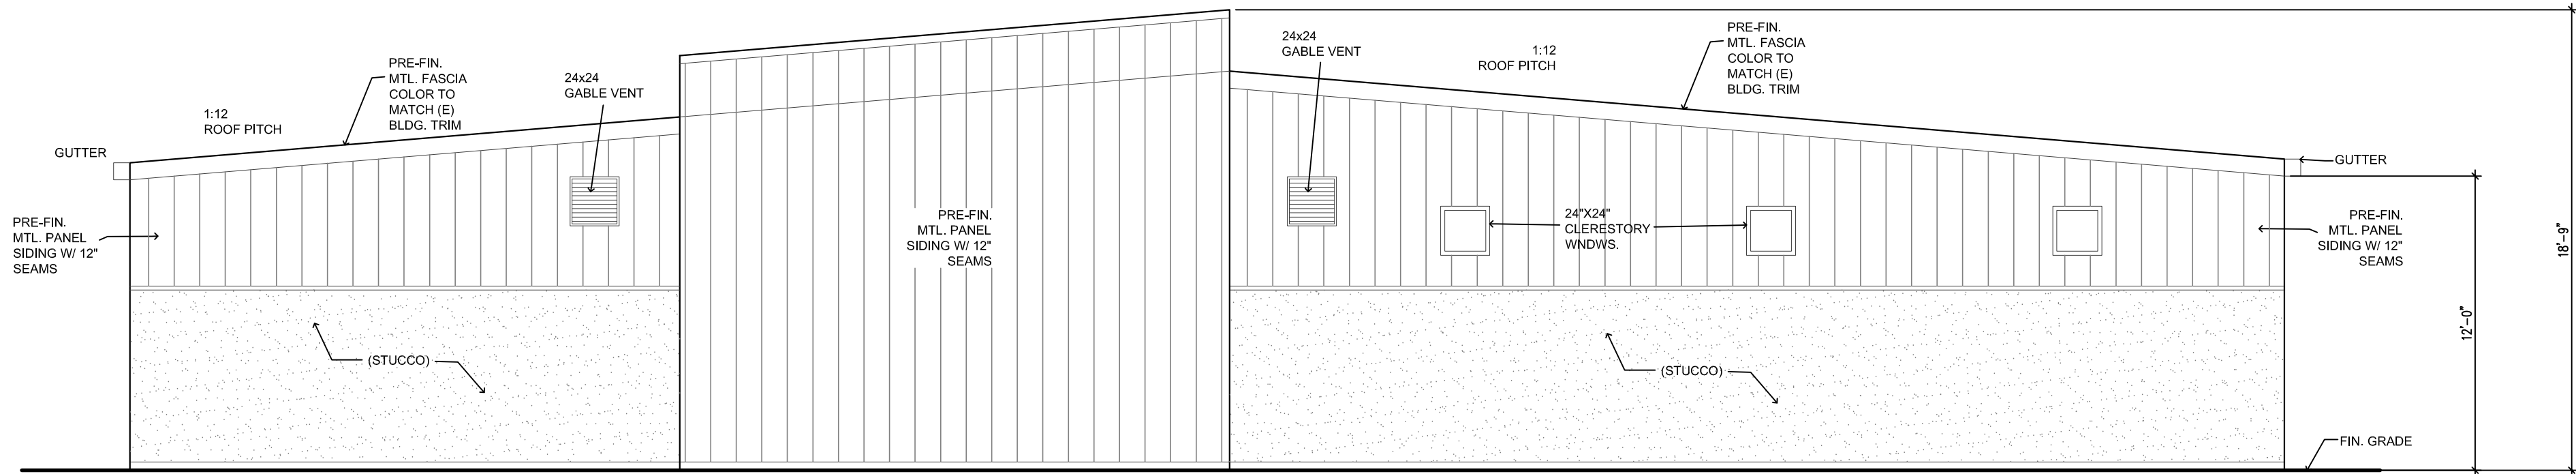 PRE-FIN.
MTL. FASCIA
COLOR TO
MATCH (E)
BLDG. TRIM
24x24
GABLE VENT
1:12
ROOF PITCH
GUTTER
PRE-FIN.
MTL. PANEL
SIDING W/ 12"
SEAMS
(STUCCO)
PRE-FIN.
MTL. PANEL
SIDING W/ 12"
SEAMS
24x24
GABLE VENT
1:12
ROOF PITCH
PRE-FIN.
MTL. FASCIA
COLOR TO
MATCH (E)
BLDG. TRIM
GUTTER
24"X24"
CLERESTORY
WNDWS.
PRE-FIN.
MTL. PANEL
SIDING W/ 12"
SEAMS
(STUCCO)
FIN. GRADE
12'-0"
18'-9"